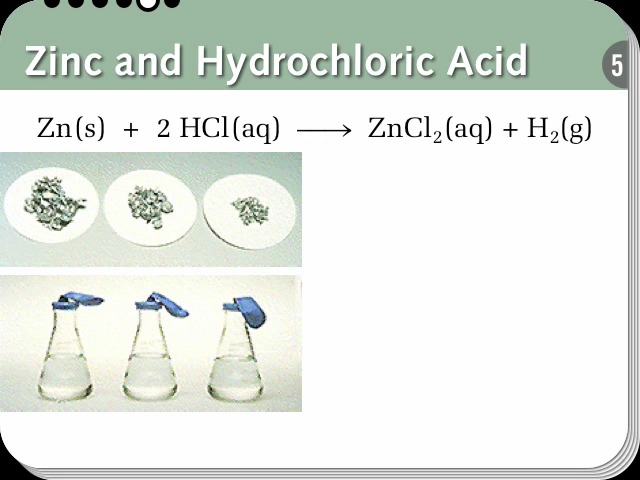 Zinc and Hydrochloric Acid
5
Zn(s) + 2 HCl(aq) ⟶ ZnCl₂(aq) + H₂(g)